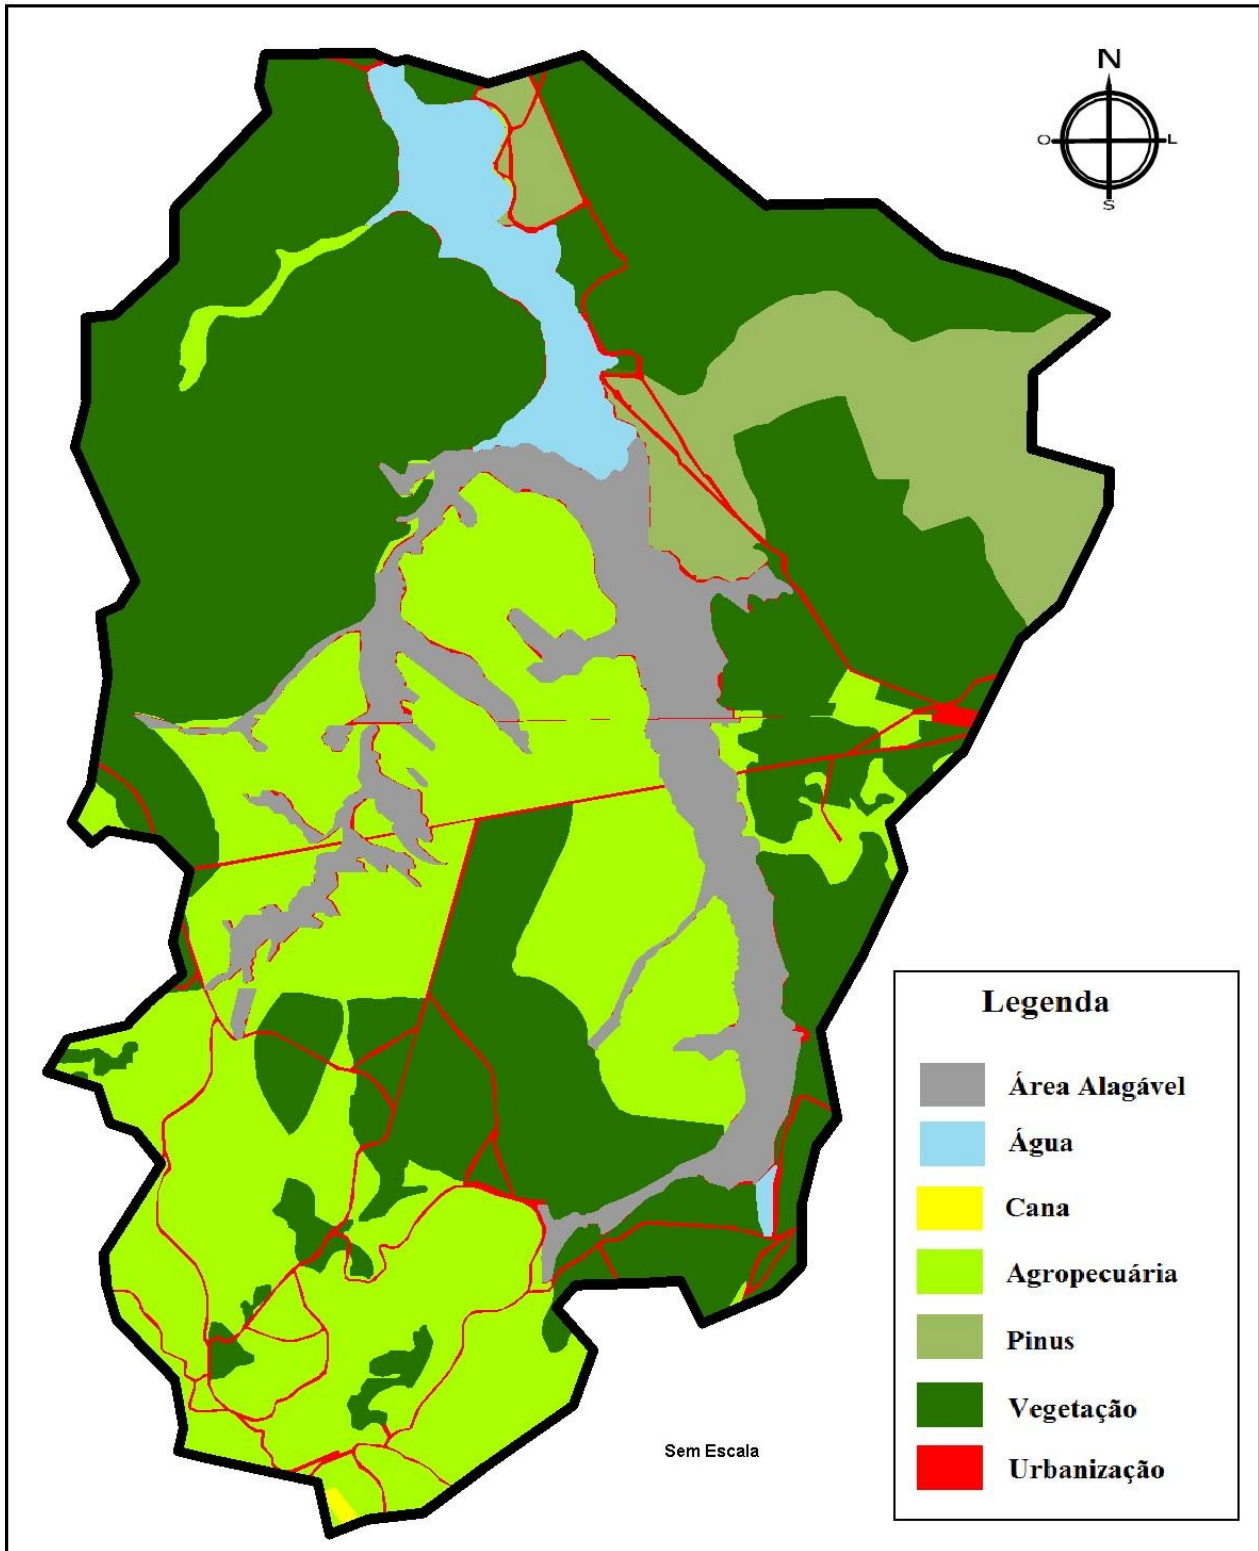 N
O
L
S
Legenda
Área Alagável
Água
Cana
Agropecuária
Pinus
Vegetação
Urbanização
Sem Escala